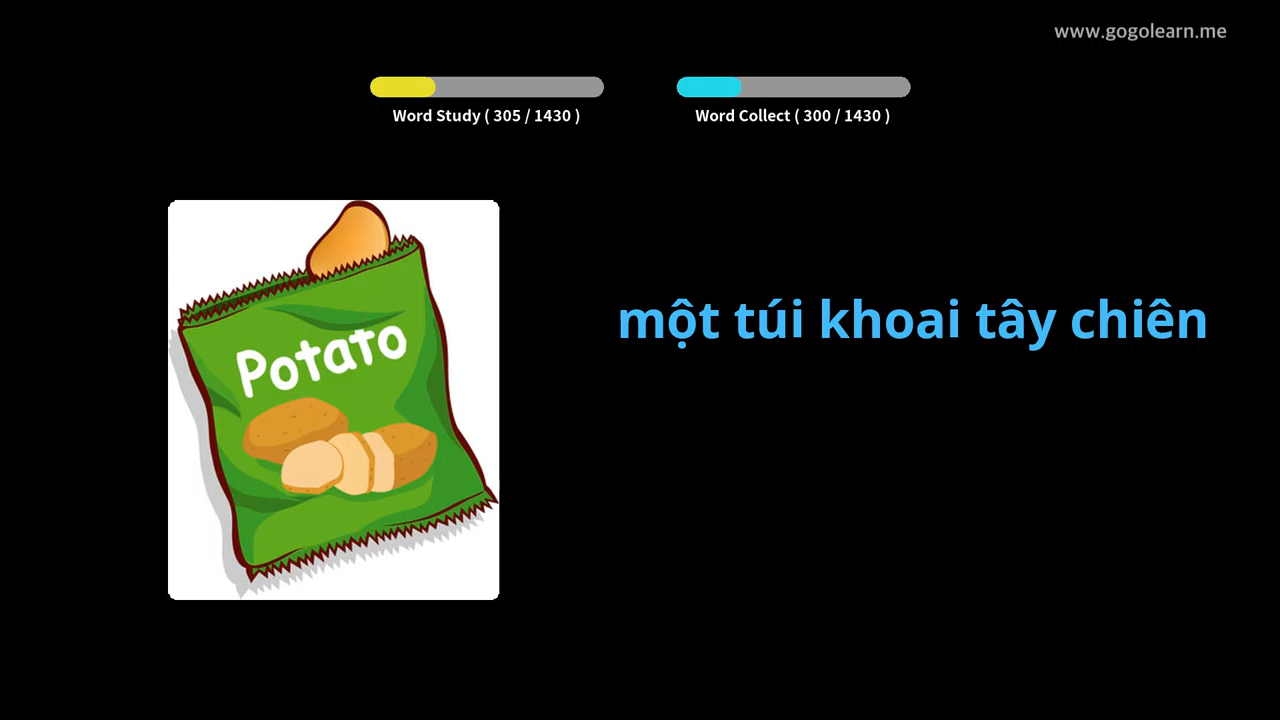 www.gogolearn.me
Word Study ( 305 / 1430 )
Word Collect ( 300 / 1430 )
Potato
một túi khoai tây chiên